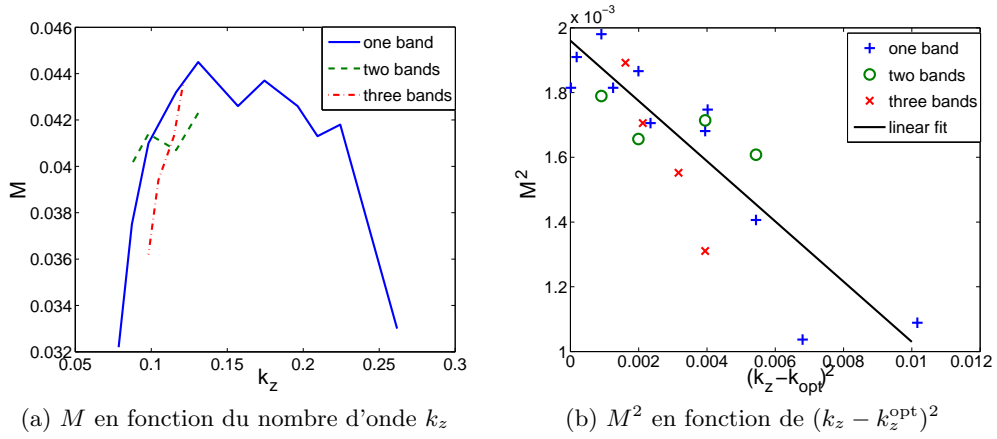 0.046
0.044
0.042
0.04
0.038
0.036
0.034
0.032
M
0.05
0.1
0.15
0.2
0.25
0.3
k_z
one band
two bands
three bands
(a) M en fonction du nombre d'onde k_z
2 x 10^−3
1.8
1.6
1.4
1.2
1
M^2
0
0.002
0.004
0.006
0.008
0.01
0.012
(k_z−k_opt)^2
one band
two bands
three bands
linear fit
(b) M^2 en fonction de (k_z − k_z^opt)^2